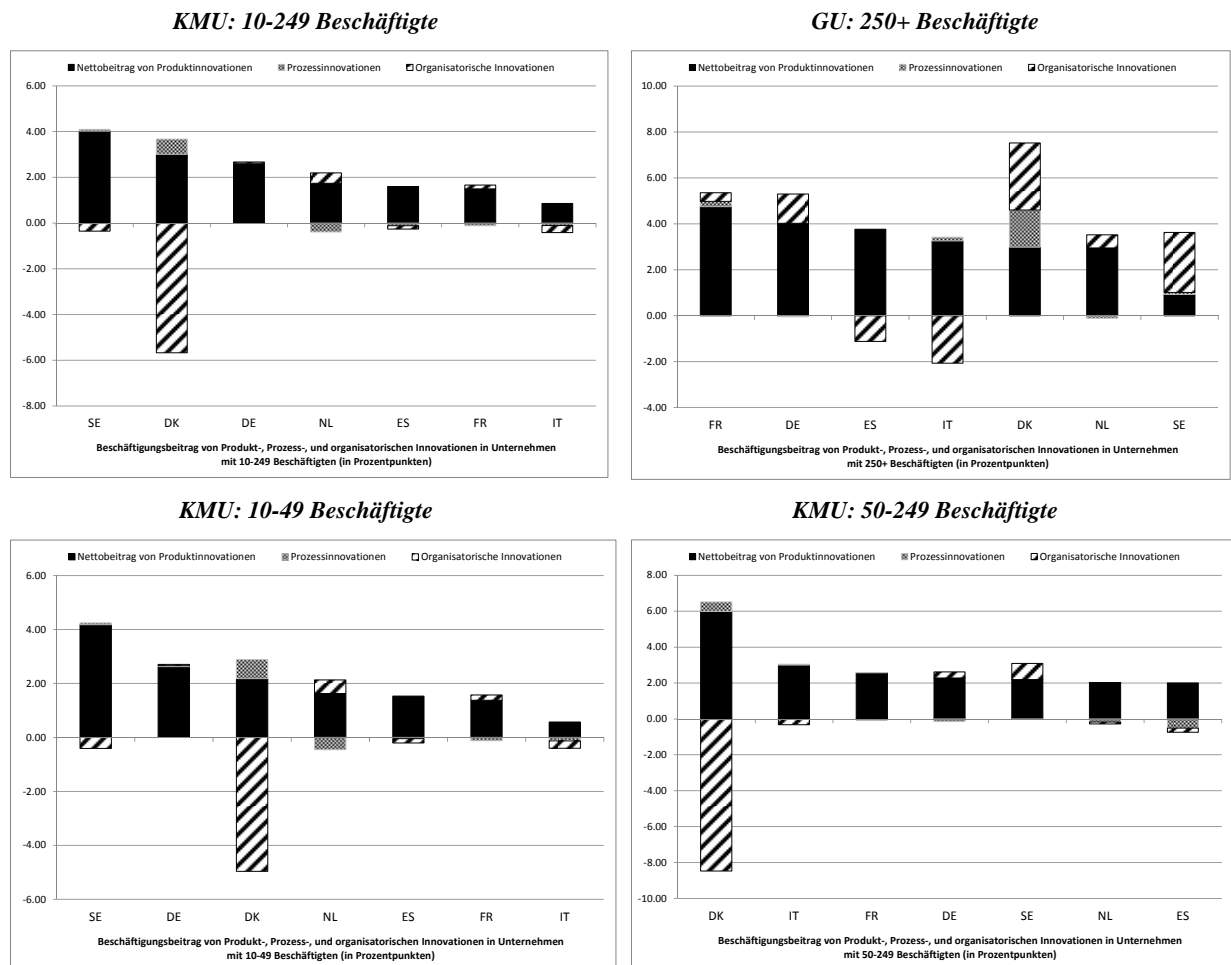 KMU: 10-249 Beschäftigte
Nettobeitrag von Produktinnovationen Prozessinnovationen Organisatorische Innovationen
6.00
4.00
2.00
0.00
-2.00
-4.00
-6.00
-8.00
SE DK DE NL ES FR IT
Beschäftigungsbeitrag von Produkt-, Prozess-, und organisatorischen Innovationen in Unternehmen
mit 10-249 Beschäftigten (in Prozentpunkten)
GU: 250+ Beschäftigte
Nettobeitrag von Produktinnovationen Prozessinnovationen Organisatorische Innovationen
10.00
8.00
6.00
4.00
2.00
0.00
-2.00
-4.00
FR DE ES IT DK NL SE
Beschäftigungsbeitrag von Produkt-, Prozess-, und organisatorischen Innovationen in Unternehmen
mit 250+ Beschäftigten (in Prozentpunkten)
KMU: 10-49 Beschäftigte
Nettobeitrag von Produktinnovationen Prozessinnovationen Organisatorische Innovationen
6.00
4.00
2.00
0.00
-2.00
-4.00
-6.00
SE DE DK NL ES FR IT
Beschäftigungsbeitrag von Produkt-, Prozess-, und organisatorischen Innovationen in Unternehmen
mit 10-49 Beschäftigten (in Prozentpunkten)
KMU: 50-249 Beschäftigte
Nettobeitrag von Produktinnovationen Prozessinnovationen Organisatorische Innovationen
8.00
6.00
4.00
2.00
0.00
-2.00
-4.00
-6.00
-8.00
-10.00
DK IT FR DE SE NL ES
Beschäftigungsbeitrag von Produkt-, Prozess-, und organisatorischen Innovationen in Unternehmen
mit 50-249 Beschäftigten (in Prozentpunkten)